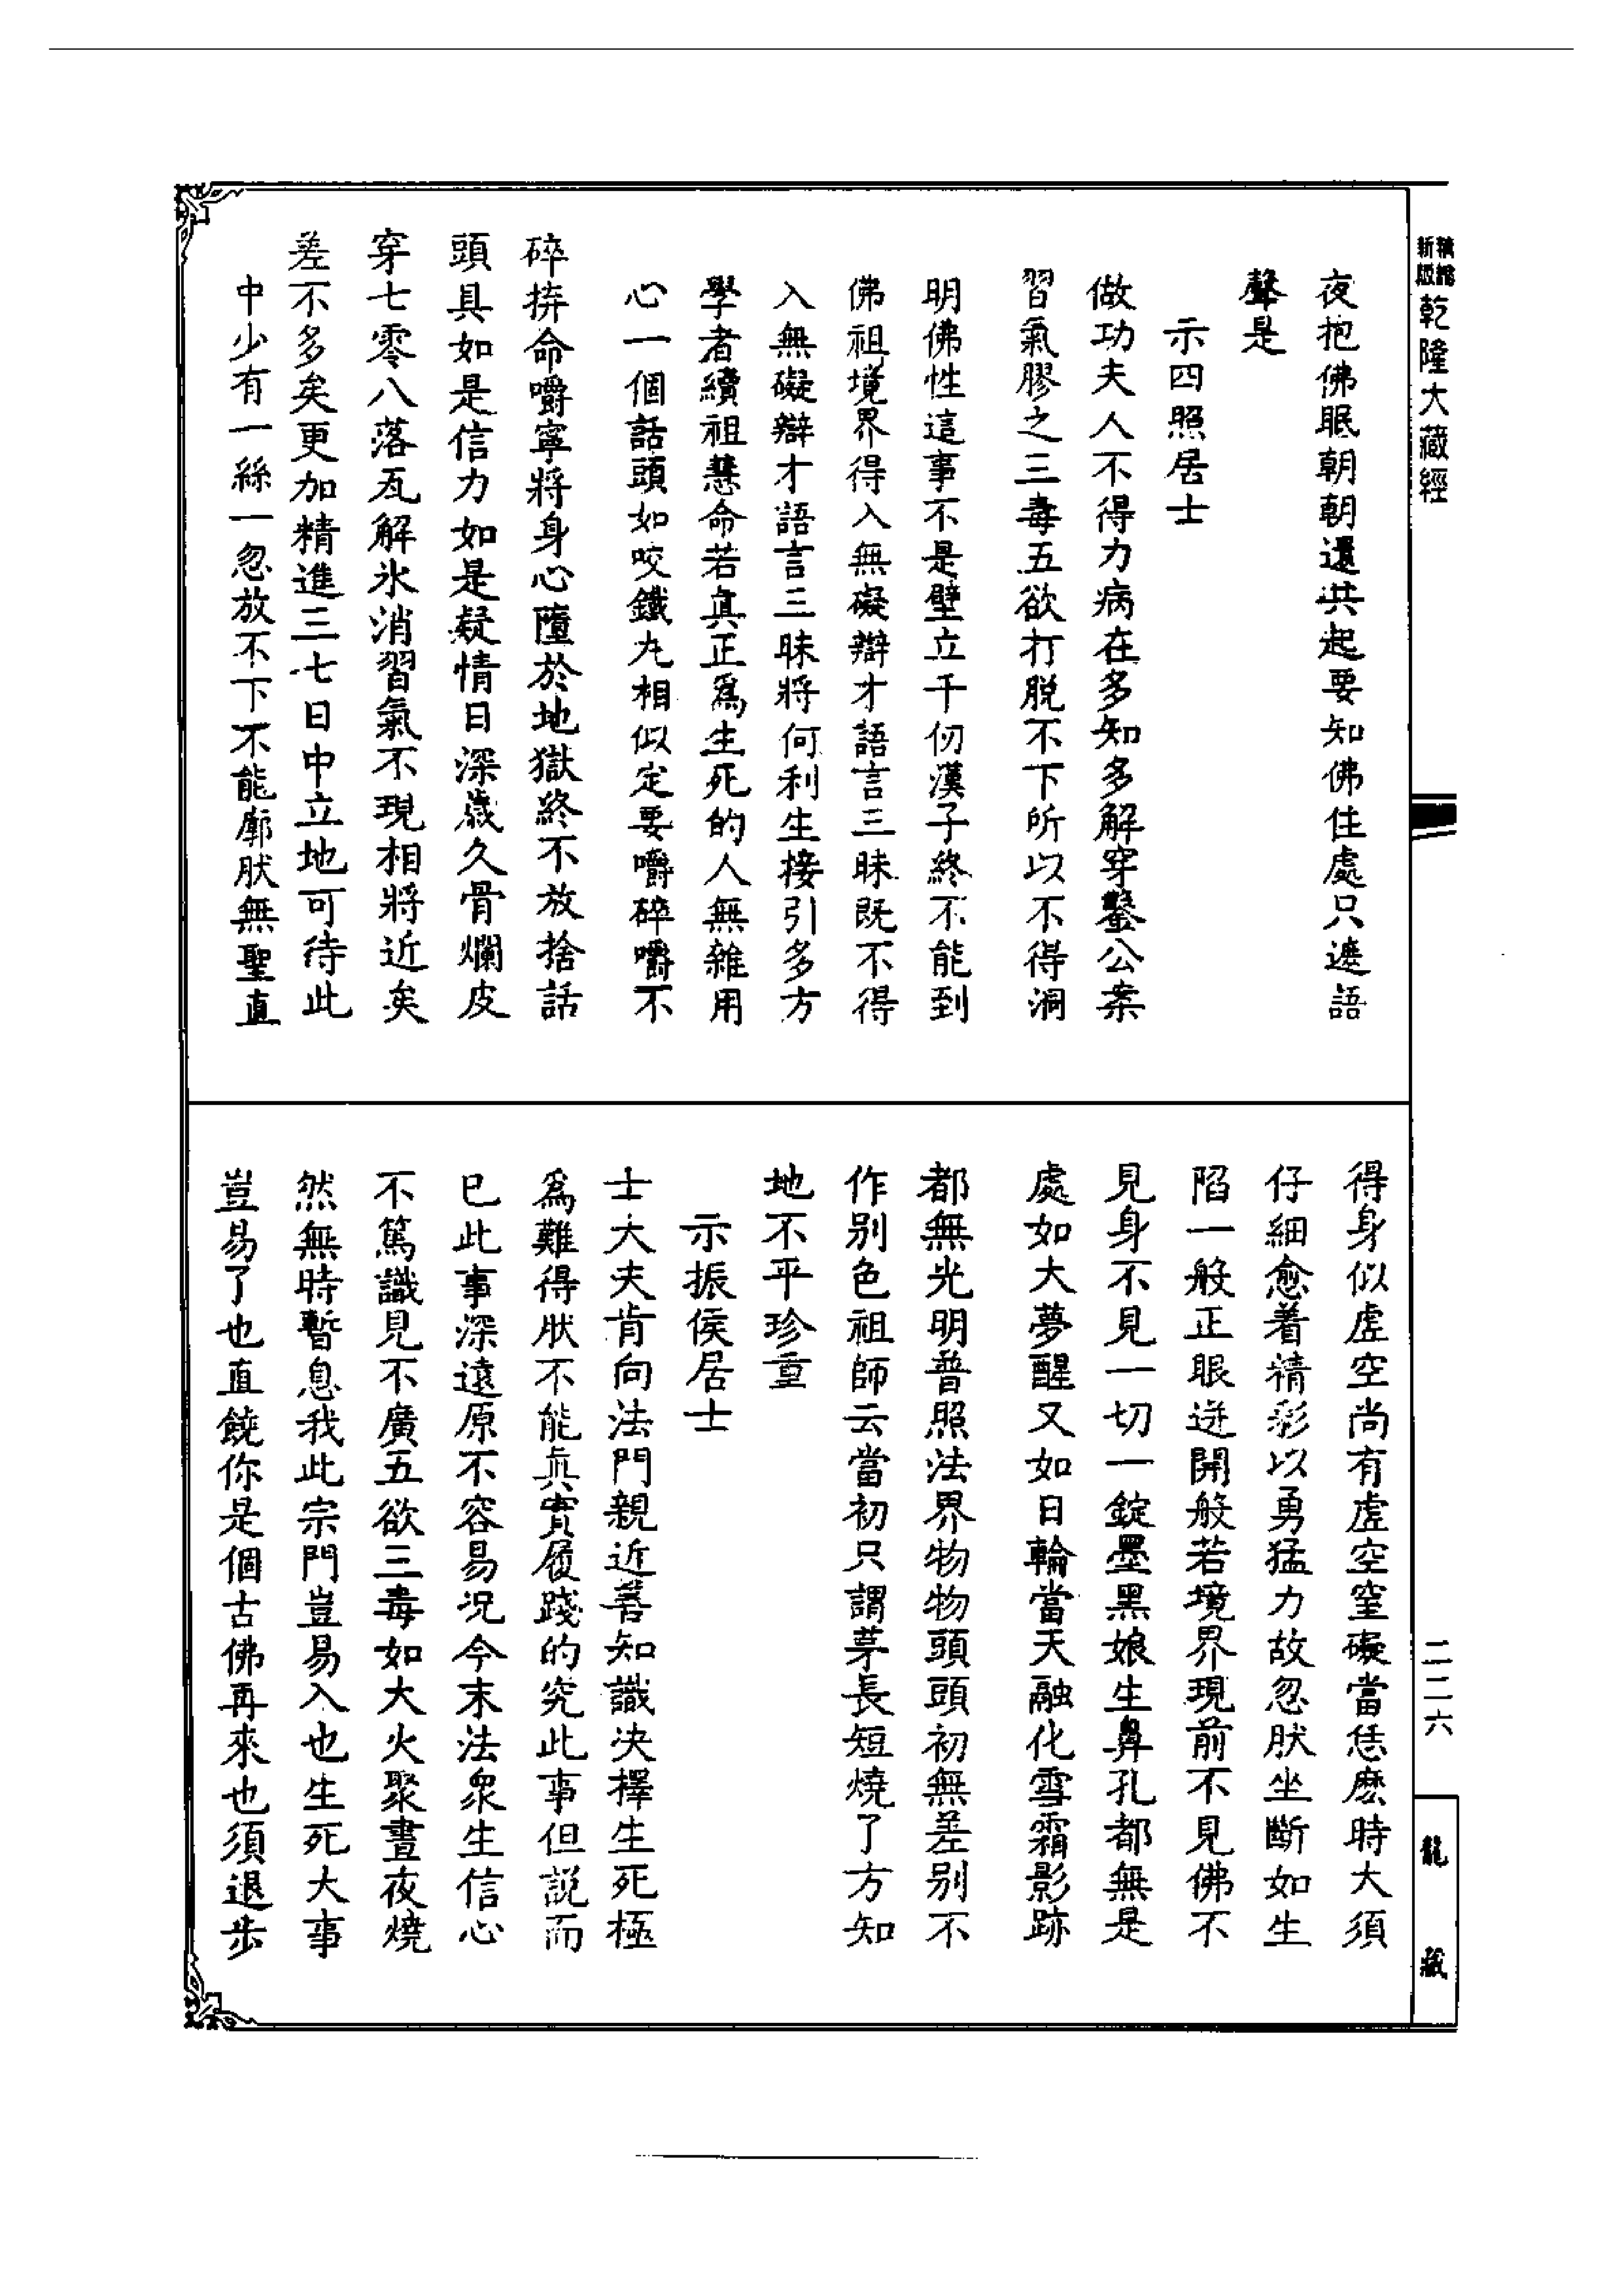 新版
乾隆大藏經
夜抱佛眠朝朝還共起要知佛住處只遮語
聲是
示四照居士
做功夫人不得力病在多知多解穿鑿公案
習氣膠之三毒五欲打脫不下所以不得洞
明佛性這事不是壁立千仞漢子終不能到
佛祖境界得入無礙辯才語言三昧既不得
入無礙辯才語言三昧將何利生接引多方
學者續祖慧命若真正爲生死的人無雜用
心一個話頭如咬鐵丸相似定要嚼碎嚼不
碎拚命嚼寧將身心墮於地獄終不放捨話
頭具如是信力如是疑情日深歲久骨爛皮
穿七零八落瓦解氷消習氣不現相將近矣
差不多矣更加精進三七日中立地可待此
中少有一絲一忽放不下不能廓肰無聖直
得身似虛空尚有虛空窒礙當恁麽時大須
仔細愈着精彩以勇猛力故忽肰坐斷如生
陷一般正眼迸開般若境界現前不見佛不
見身不見一切一錠墨黑娘生鼻孔都無是
處如大夢醒又如日輪當天融化雪霜影跡
都無光明普照法界物物頭頭初無差别不
作别色祖師云當初只謂茅長短燒了方知
地不平珍重
示振侯居士
士大夫肯向法門親近善知識决擇生死極
爲難得肰不能真實履踐的究此事但説而
已此事深遠原不容易况今末法衆生信心
不篤識見不廣五欲三毒如大火聚晝夜燒
然無時暫息我此宗門豈易入也生死大事
豈易了也直饒你是個古佛再來也須退步
二二六
龍藏